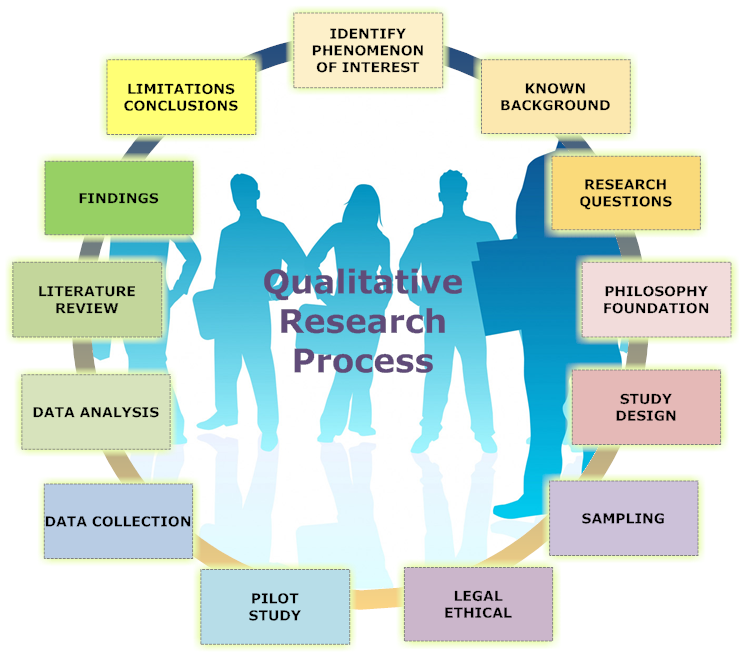 IDENTIFY
PHENOMENON
OF INTEREST
KNOWN
BACKGROUND
RESEARCH
QUESTIONS
PHILOSOPHY
FOUNDATION
STUDY
DESIGN
SAMPLING
LEGAL
ETHICAL
PILOT
STUDY
DATA COLLECTION
DATA ANALYSIS
LITERATURE
REVIEW
FINDINGS
LIMITATIONS
CONCLUSIONS
Qualitative
Research
Process